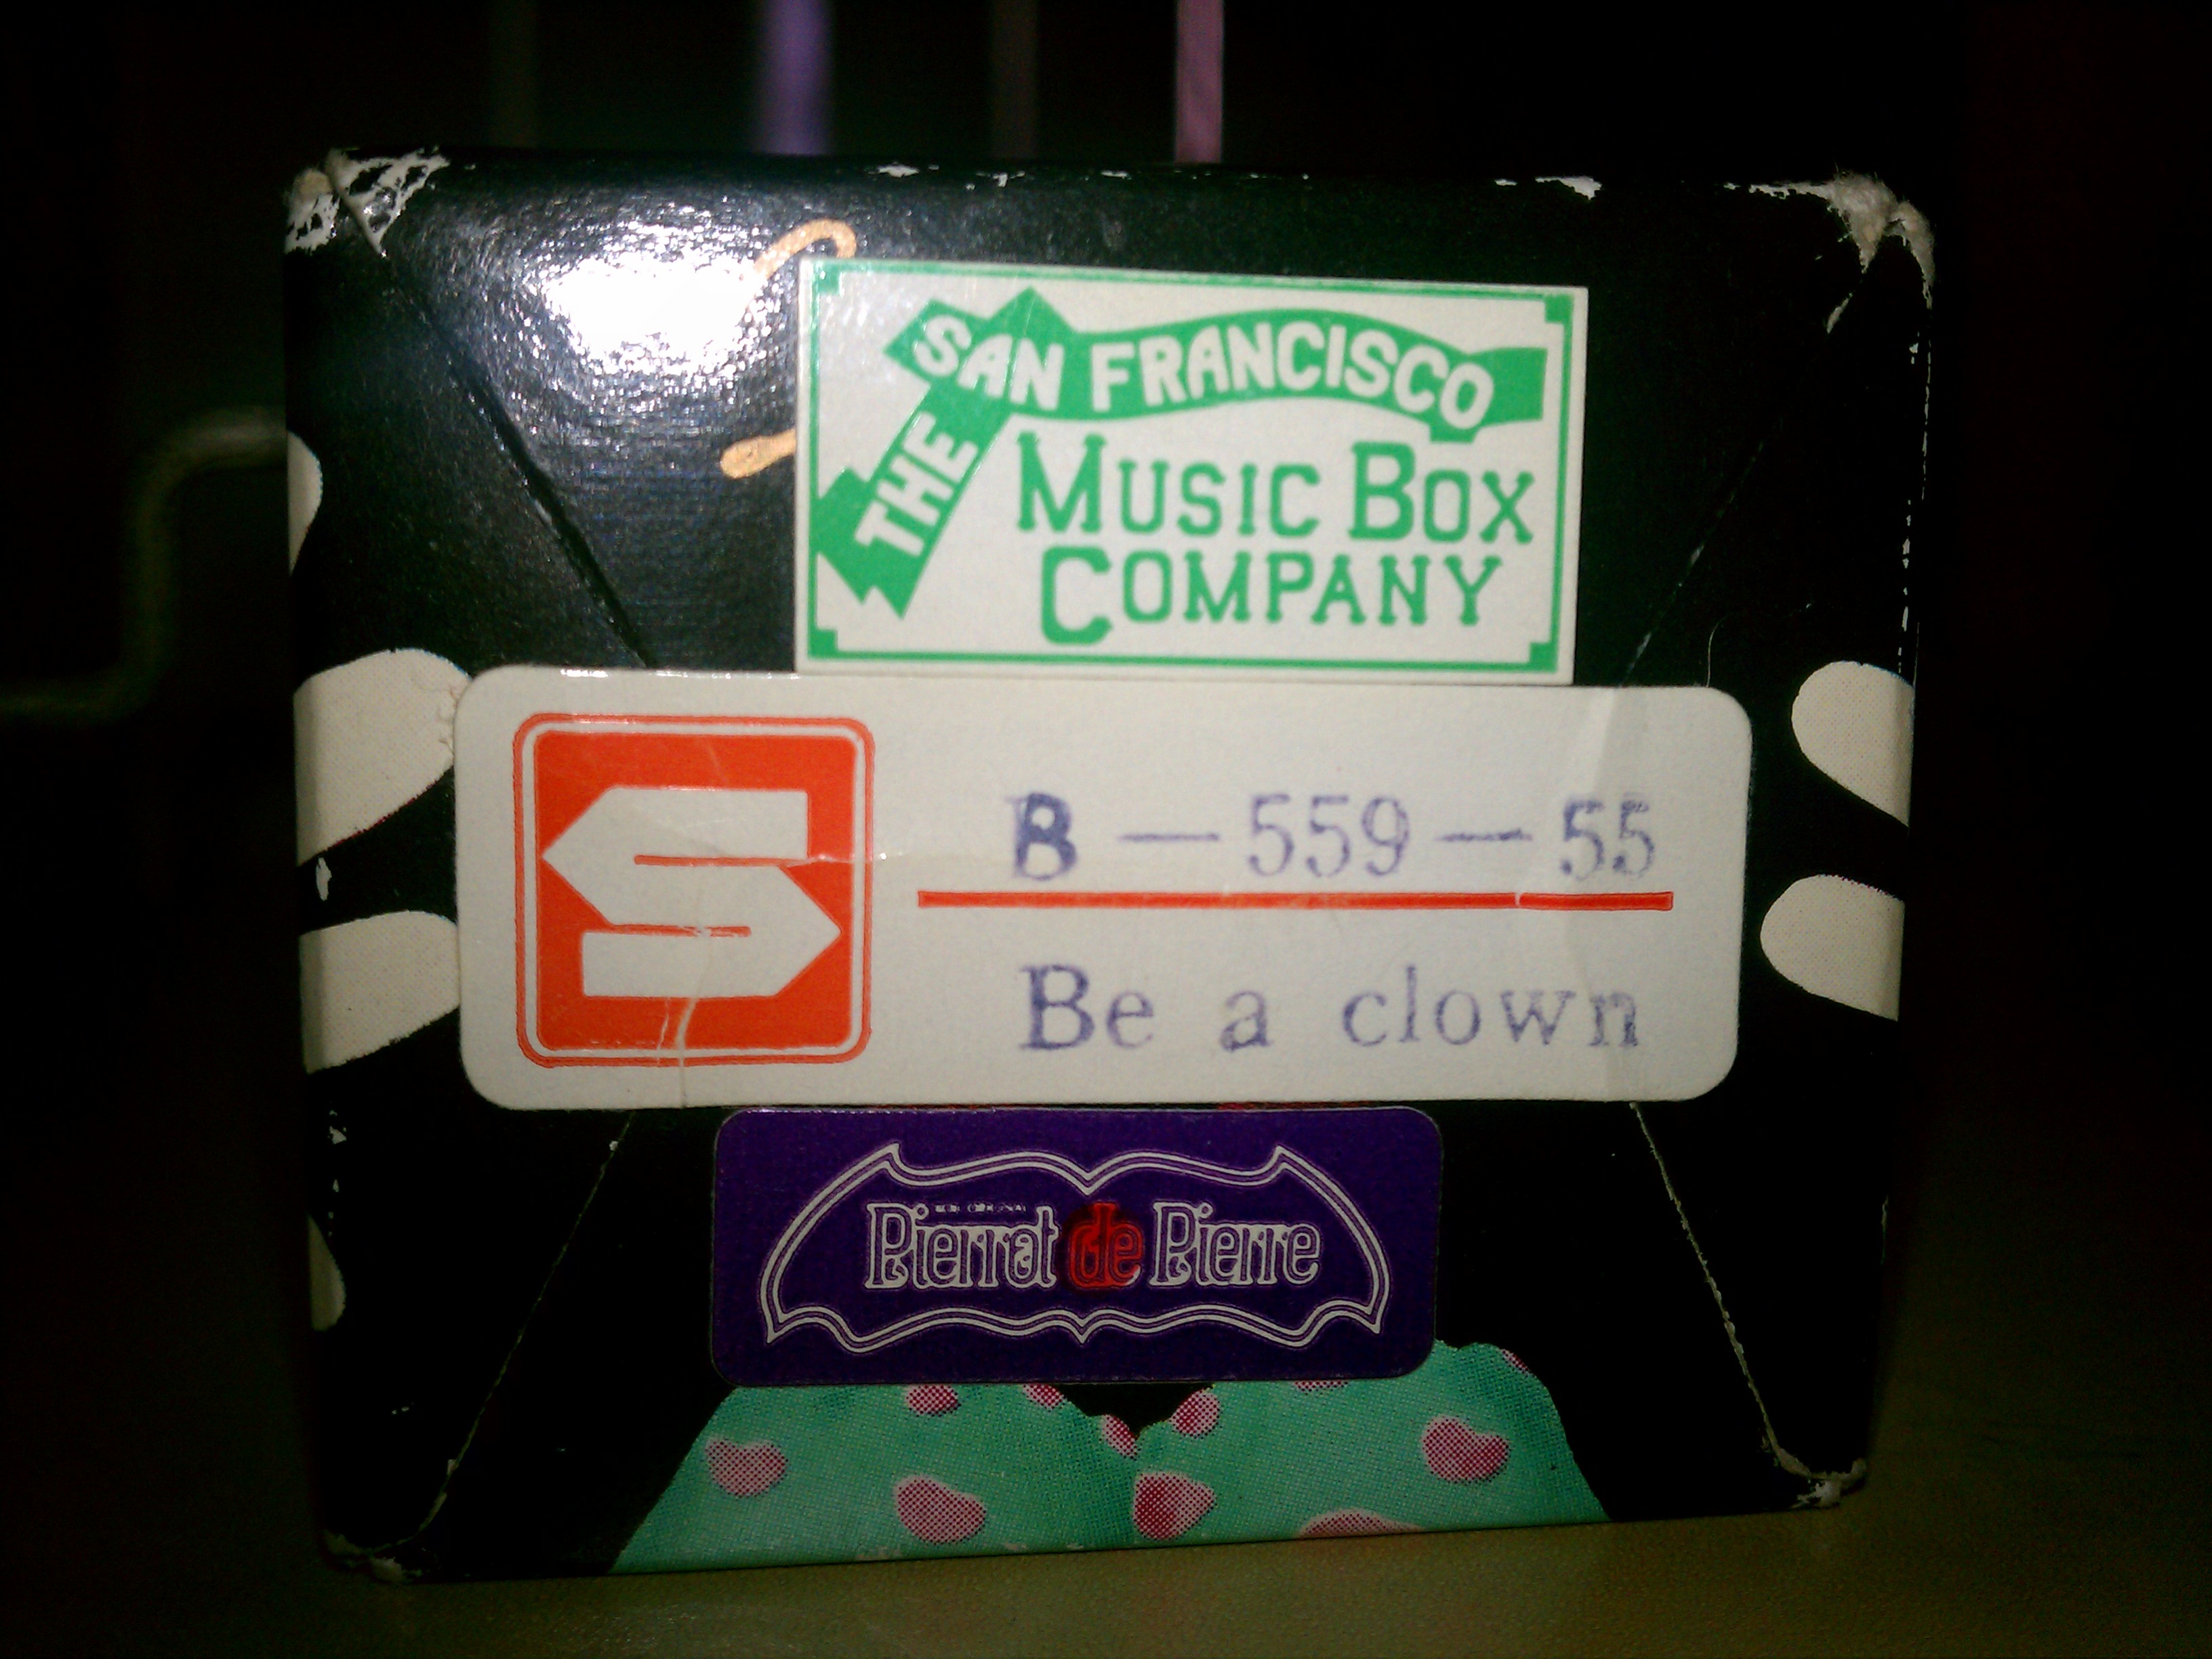 THE SAN FRANCISCO
MUSIC BOX
COMPANY
S
B — 559 — 55
Be a clown
Pierrot de Pierre